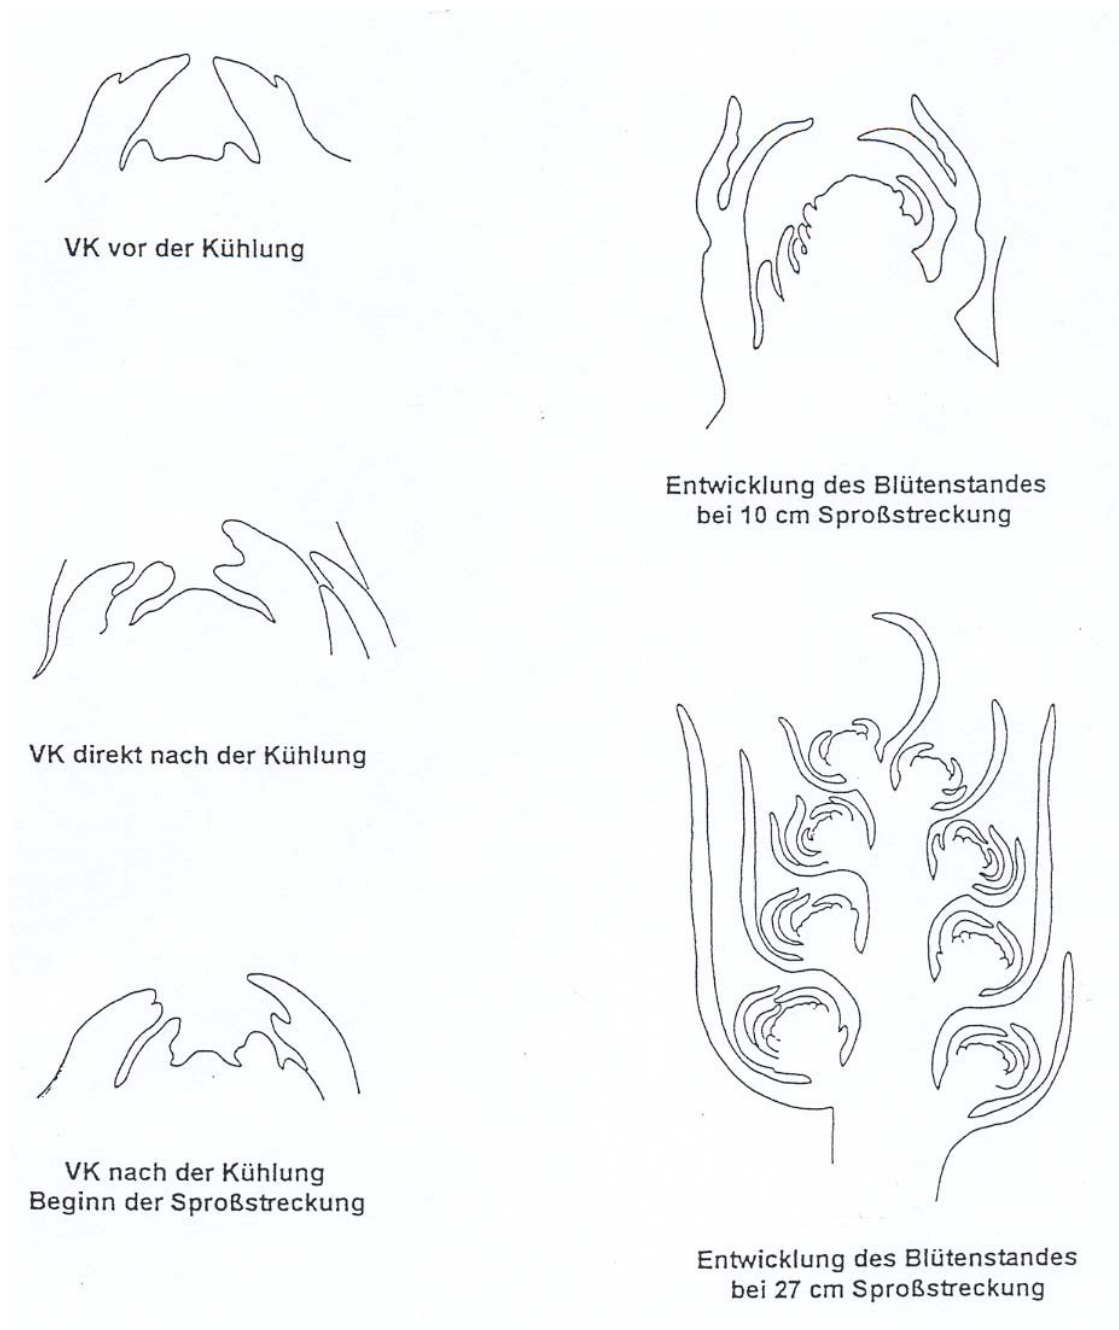 VK vor der Kühlung
VK direkt nach der Kühlung
VK nach der Kühlung
Beginn der Sproßstreckung
Entwicklung des Blütenstandes
bei 10 cm Sproßstreckung
Entwicklung des Blütenstandes
bei 27 cm Sproßstreckung